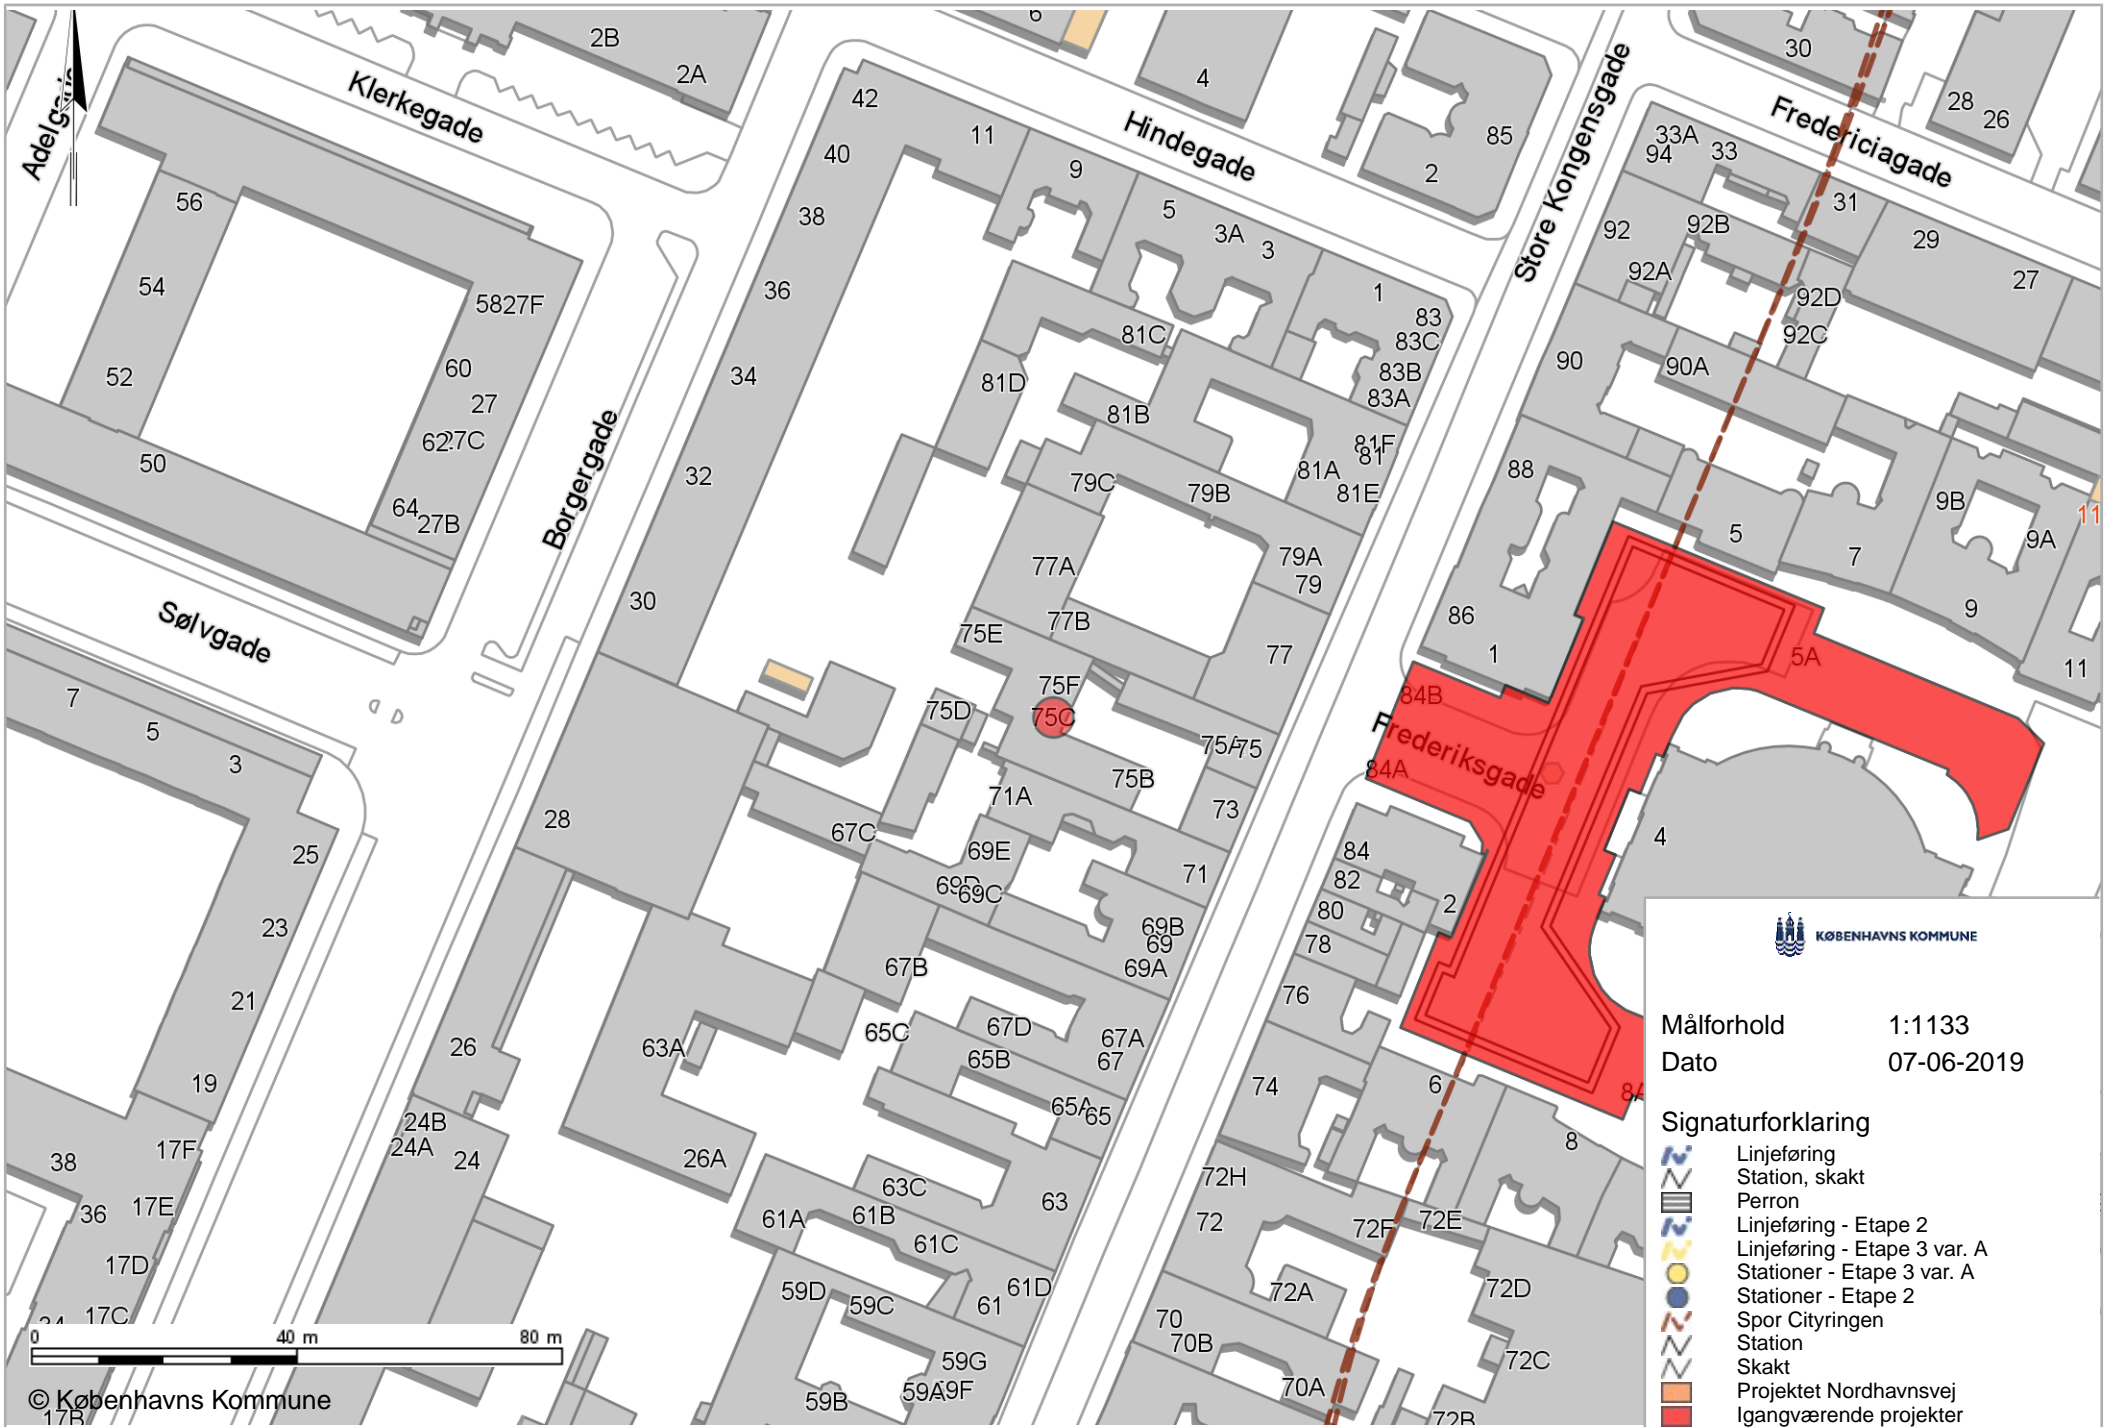 6
2B
2A
30
Adelgade
Klerkegade
42
4
Hindegade
85
Store Kongensgade
28
26
Fredericiagade
11
40
9
2
33A
94
33
56
38
5
3A
3
31
92
92B
29
54
36
1
92A
27
5827F
83
92D
81C
83C
92C
60
34
81D
83B
90
90A
52
27
83A
81B
27C
50
Borgergade
81F
81
32
81A
88
79C
79B
81E
64
27B
9B
11
5
9A
77A
79A
7
79
30
86
9
Sølvgade
75E
77B
77
1
5A
11
7
75F
84B
75D
75C
5
75A
75
Frederiksgade
3
75B
84A
71A
73
28
67C
4
25
69E
84
71
82
69D
69C
2
80
23
69B
69
78
67B
69A
21
76
KØBENHAVNS KOMMUNE
67D
65C
67A
Målforhold 1:1133
26
63A
65B
67
Dato 07-06-2019
19
74
6
8A
65A
65
24B
24A
Signaturforklaring
17F
8
38
24
26A
Linjeføring
72H
Station, skakt
63C
63
36
17E
61A
61B
72
72F
72E
Perron
61C
Linjeføring - Etape 2
17D
Linjeføring - Etape 3 var. A
59D
61D
72A
72D
Stationer - Etape 3 var. A
59C
61
Stationer - Etape 2
17C
70
Spor Cityringen
0 40 m 80 m
70B
Station
59G
72C
Skakt
59A
70A
Projektet Nordhavnsvej
© Københavns Kommune
59B
Igangværende projekter
17B
72B